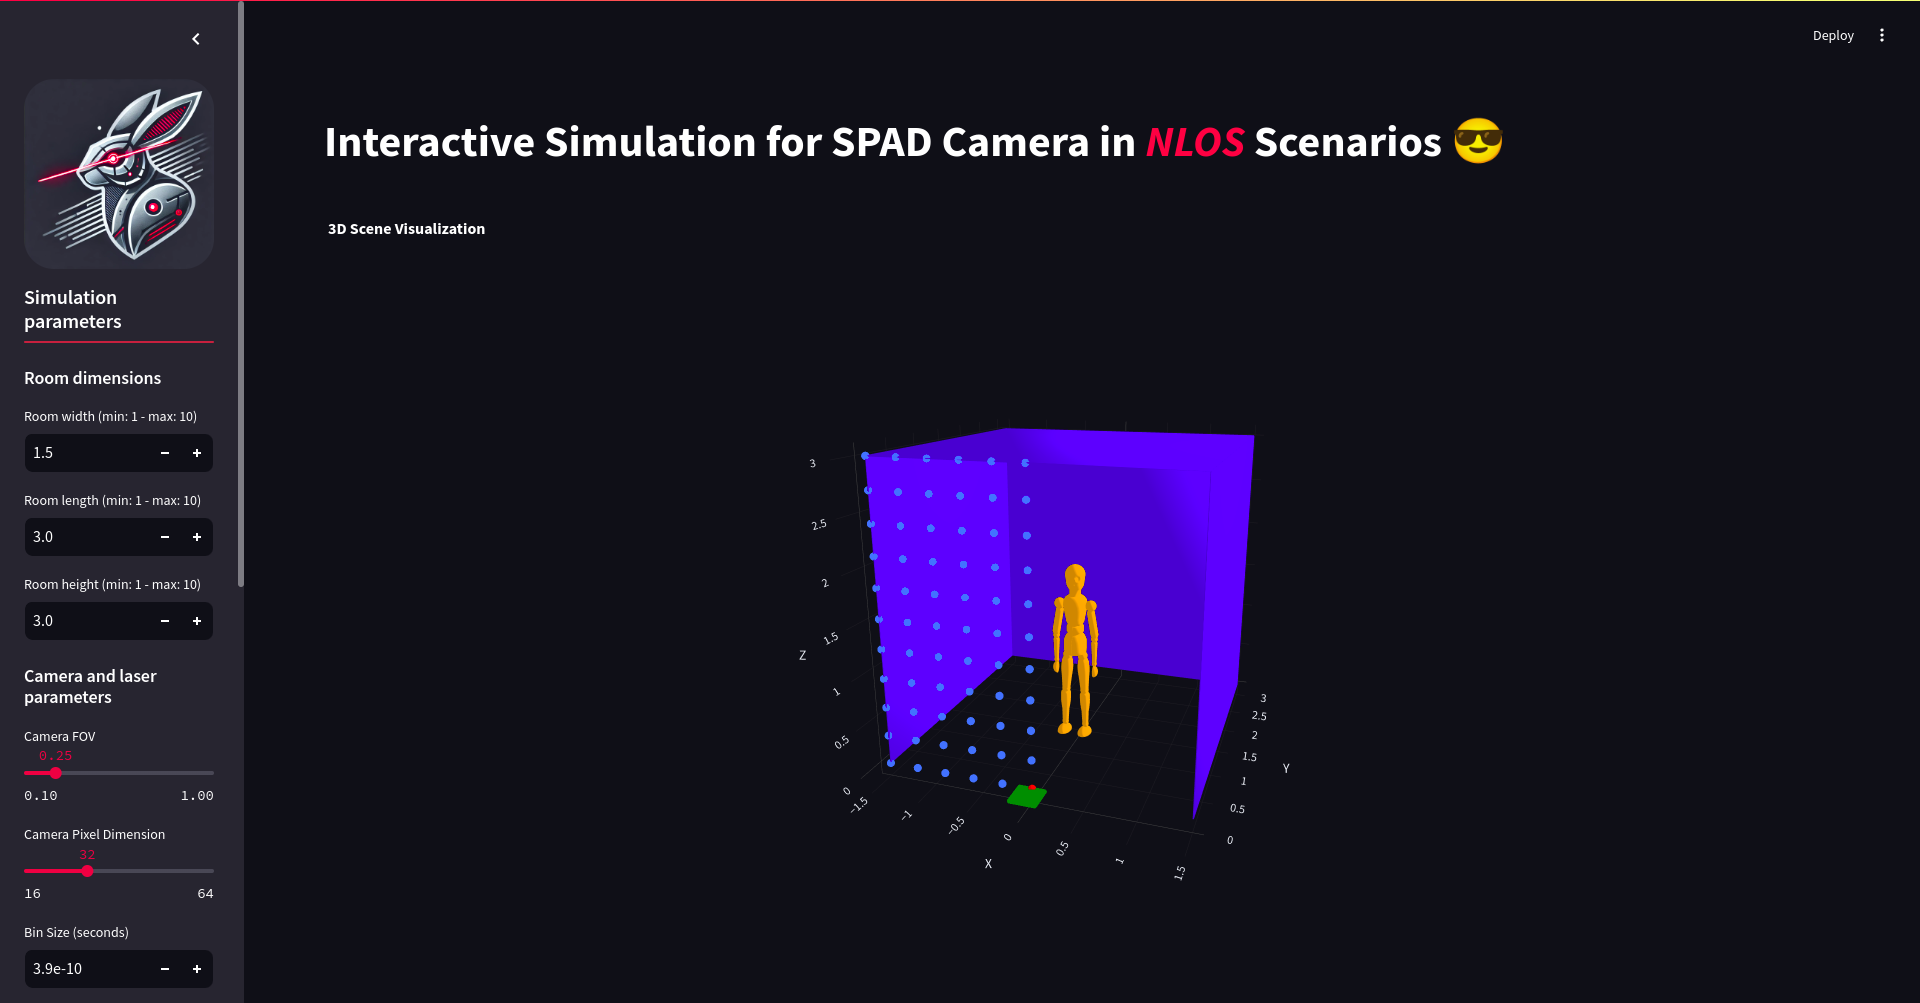 Deploy
Interactive Simulation for SPAD Camera in NLOS Scenarios 😎
3D Scene Visualization
Simulation
parameters
Room dimensions
Room width (min: 1 - max: 10)
1.5
Room length (min: 1 - max: 10)
3.0
Room height (min: 1 - max: 10)
3.0
Camera and laser
parameters
Camera FOV
0.25
0.10 1.00
Camera Pixel Dimension
32
16 64
Bin Size (seconds)
3.9e-10
3
2.5
2
1.5
Z
1
0.5
0
−1.5
−1
−0.5
0
0.5
1
1.5
X
3
2.5
2
1.5
1
0.5
0
Y